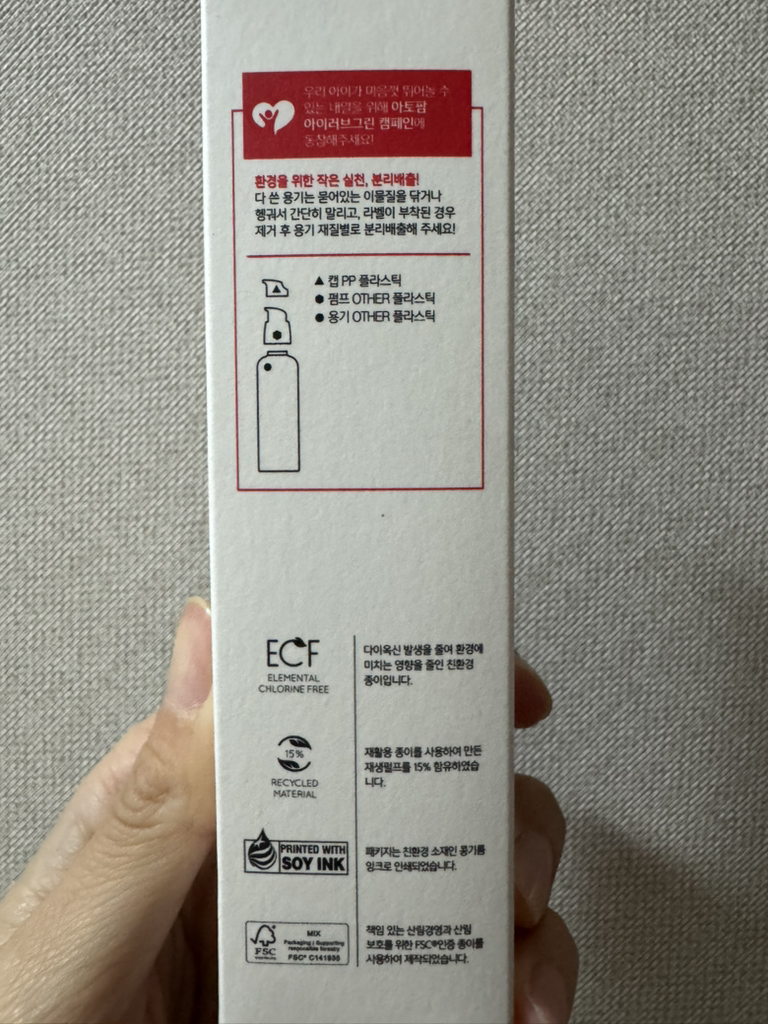 우리 아이가 마음껏 뛰어놀 수
있는 내일을 위해 아토팜
아이러브그린 캠페인에
동참해주세요!
환경을 위한 작은 실천, 분리배출!
다 쓴 용기는 묻어있는 이물질을 닦거나
헹궈서 간단히 말리고, 라벨이 부착된 경우
제거 후 용기 재질별로 분리배출해 주세요!
▲ 캡 PP 플라스틱
⬢ 펌프 OTHER 플라스틱
● 용기 OTHER 플라스틱
ECF
ELEMENTAL
CHLORINE FREE
다이옥신 발생을 줄여 환경에
미치는 영향을 줄인 친환경
종이입니다.
15%
RECYCLED
MATERIAL
재활용 종이를 사용하여 만든
재생펄프를 15% 함유하였습
니다.
PRINTED WITH
SOY INK
패키지는 친환경 소재인 콩기름
잉크로 인쇄되었습니다.
FSC
MIX
Packaging | Supporting
responsible forestry
FSC® C141935
책임 있는 산림경영과 산림
보호를 위한 FSC®인증 종이를
사용하여 제작되었습니다.